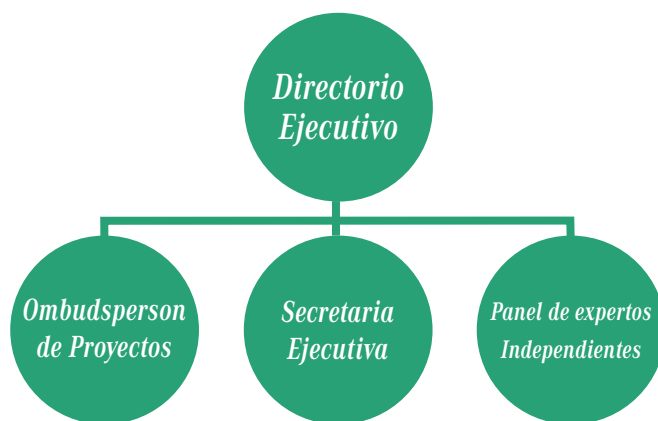 Directorio
Ejecutivo
Ombudsperson
de Proyectos
Secretaria
Ejecutiva
Panel de expertos
Independientes